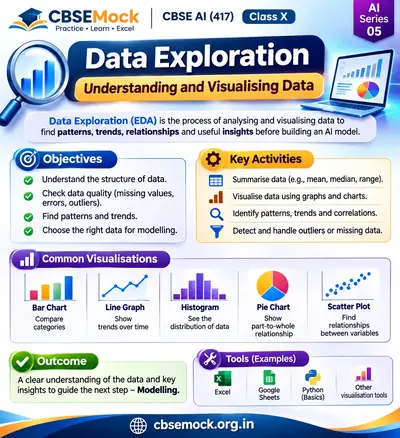 CBSEMock
Practice • Learn • Excel
CBSE AI (417)
Class X
AI
Series
05
Data Exploration
Understanding and Visualising Data
Data Exploration (EDA) is the process of analysing and visualising data to
find patterns, trends, relationships and useful insights before building an AI model.
Objectives
Understand the structure of data.
Check data quality (missing values,
errors, outliers).
Find patterns and trends.
Choose the right data for modelling.
Key Activities
Summarise data (e.g., mean, median, range).
Visualise data using graphs and charts.
Identify patterns, trends and correlations.
Detect and handle outliers or missing data.
Common Visualisations
Bar Chart
Compare
categories
Line Graph
Show
trends over time
Histogram
See the
distribution of data
Pie Chart
Show
part-to-whole
relationship
Scatter Plot
Find
relationships
between variables
Outcome
A clear understanding of the data and key
insights to guide the next step – Modelling.
Tools (Examples)
Excel
Google
Sheets
Python
(Basics)
Other
visualisation tools
cbsemock.org.in